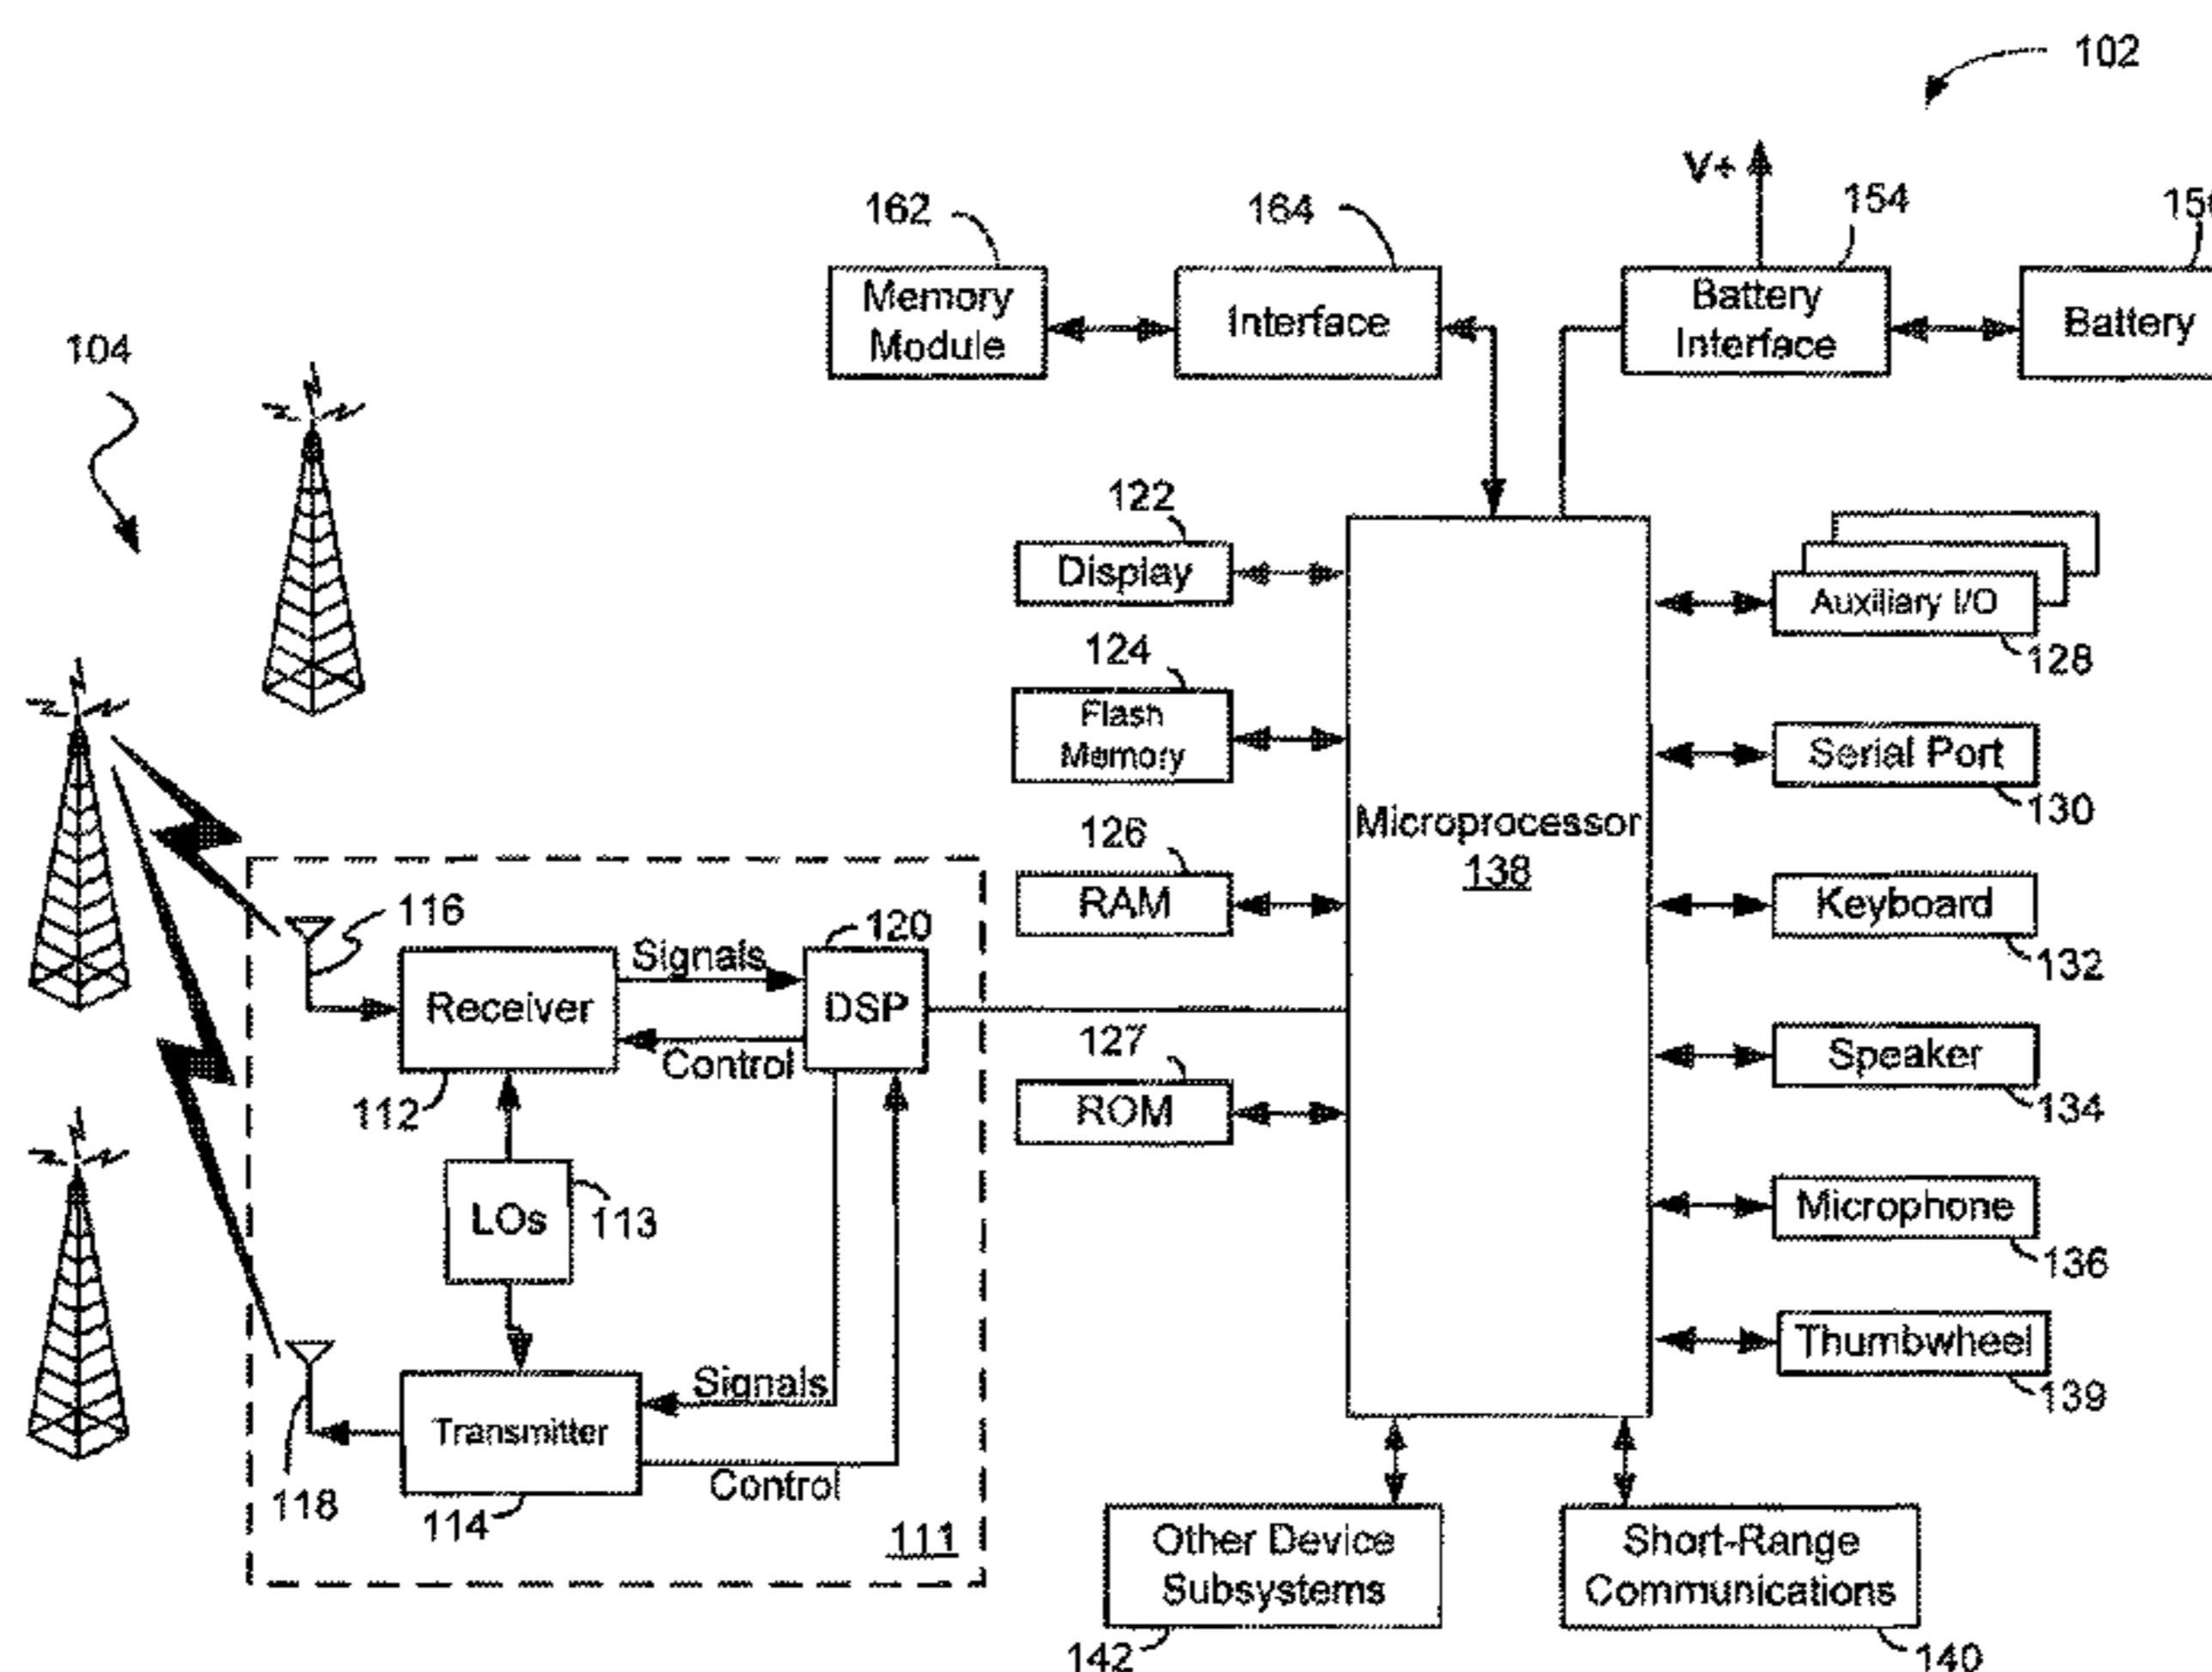 102
V+
162
164
154
Memory
Module
Interface
Battery
Interface
Battery
104
122
Display
Auxiliary I/O
128
124
Flash
Memory
Serial Port
130
Microprocessor
138
126
RAM
Keyboard
132
116
120
Signals
Receiver
DSP
Control
112
127
ROM
Speaker
134
LOs
113
Microphone
136
Thumbwheel
139
Signals
Transmitter
Control
118
114
111
Other Device
Subsystems
142
Short-Range
Communications
140